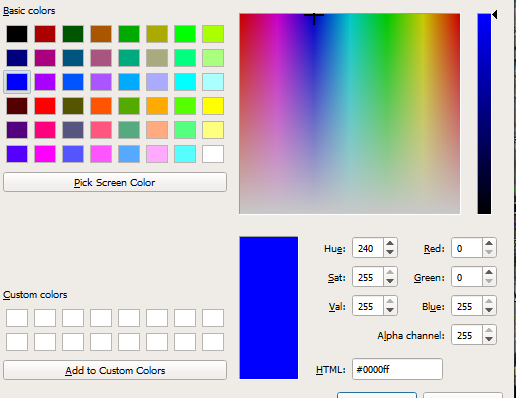 Basic colors
Pick Screen Color
Custom colors
Add to Custom Colors
Hue: 240 Red: 0
Sat: 255 Green: 0
Val: 255 Blue: 255
Alpha channel: 255
HTML: #0000ff